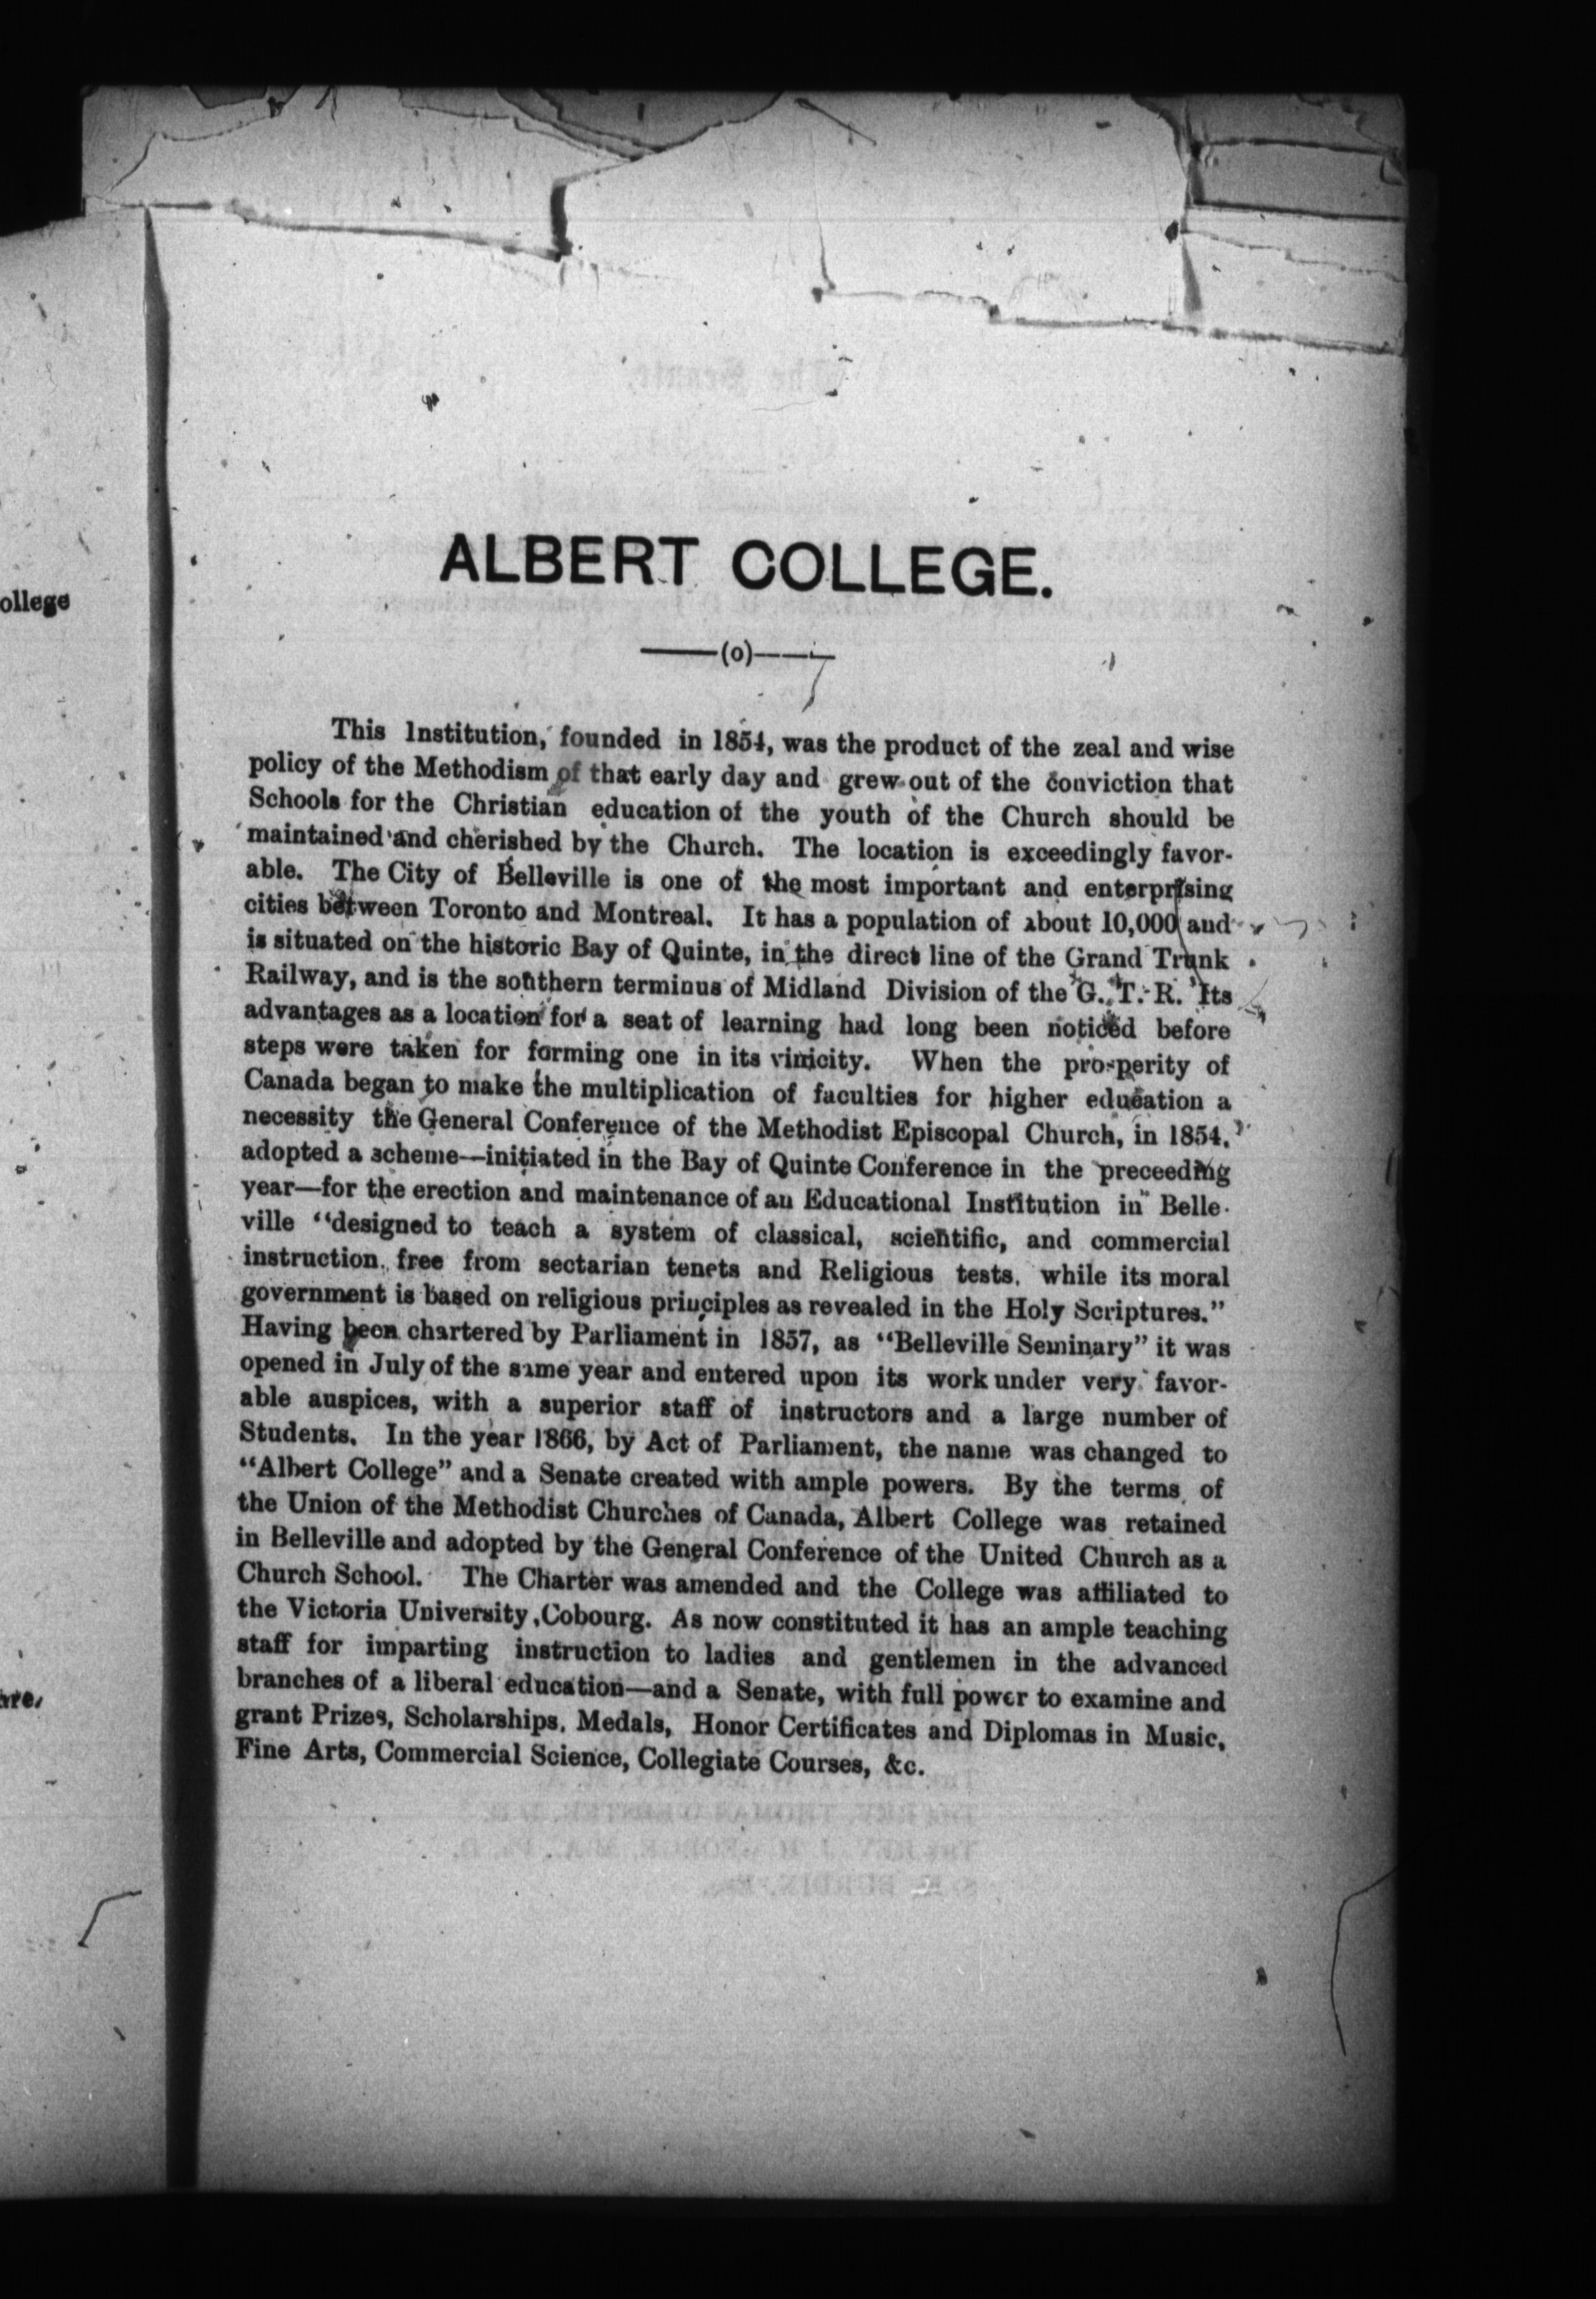 ollege
ALBERT COLLEGE.
——(o)——
This Institution, founded in 1854, was the product of the zeal and wise
policy of the Methodism of that early day and grew out of the conviction that
Schools for the Christian education of the youth of the Church should be
maintained and cherished by the Church. The location is exceedingly favor-
able. The City of Belleville is one of the most important and enterprising
cities between Toronto and Montreal. It has a population of about 10,000 and
is situated on the historic Bay of Quinte, in the direct line of the Grand Trunk
Railway, and is the southern terminus of Midland Division of the G. T. R. Its
advantages as a location for a seat of learning had long been noticed before
steps were taken for forming one in its vinicity. When the prosperity of
Canada began to make the multiplication of faculties for higher education a
necessity the General Conference of the Methodist Episcopal Church, in 1854,
adopted a scheme—initiated in the Bay of Quinte Conference in the preceeding
year—for the erection and maintenance of an Educational Institution in Belle-
ville “designed to teach a system of classical, scientific, and commercial
instruction, free from sectarian tenets and Religious tests, while its moral
government is based on religious principles as revealed in the Holy Scriptures.”
Having been chartered by Parliament in 1857, as “Belleville Seminary” it was
opened in July of the same year and entered upon its work under very favor-
able auspices, with a superior staff of instructors and a large number of
Students. In the year 1866, by Act of Parliament, the name was changed to
“Albert College” and a Senate created with ample powers. By the terms of
the Union of the Methodist Churches of Canada, Albert College was retained
in Belleville and adopted by the General Conference of the United Church as a
Church School. The Charter was amended and the College was affiliated to
the Victoria University, Cobourg. As now constituted it has an ample teaching
staff for imparting instruction to ladies and gentlemen in the advanced
branches of a liberal education—and a Senate, with full power to examine and
grant Prizes, Scholarships, Medals, Honor Certificates and Diplomas in Music,
Fine Arts, Commercial Science, Collegiate Courses, &c.